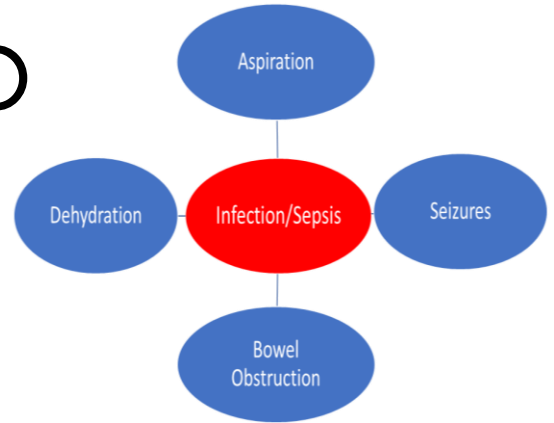 Aspiration
Dehydration
Infection/Sepsis
Seizures
Bowel
Obstruction